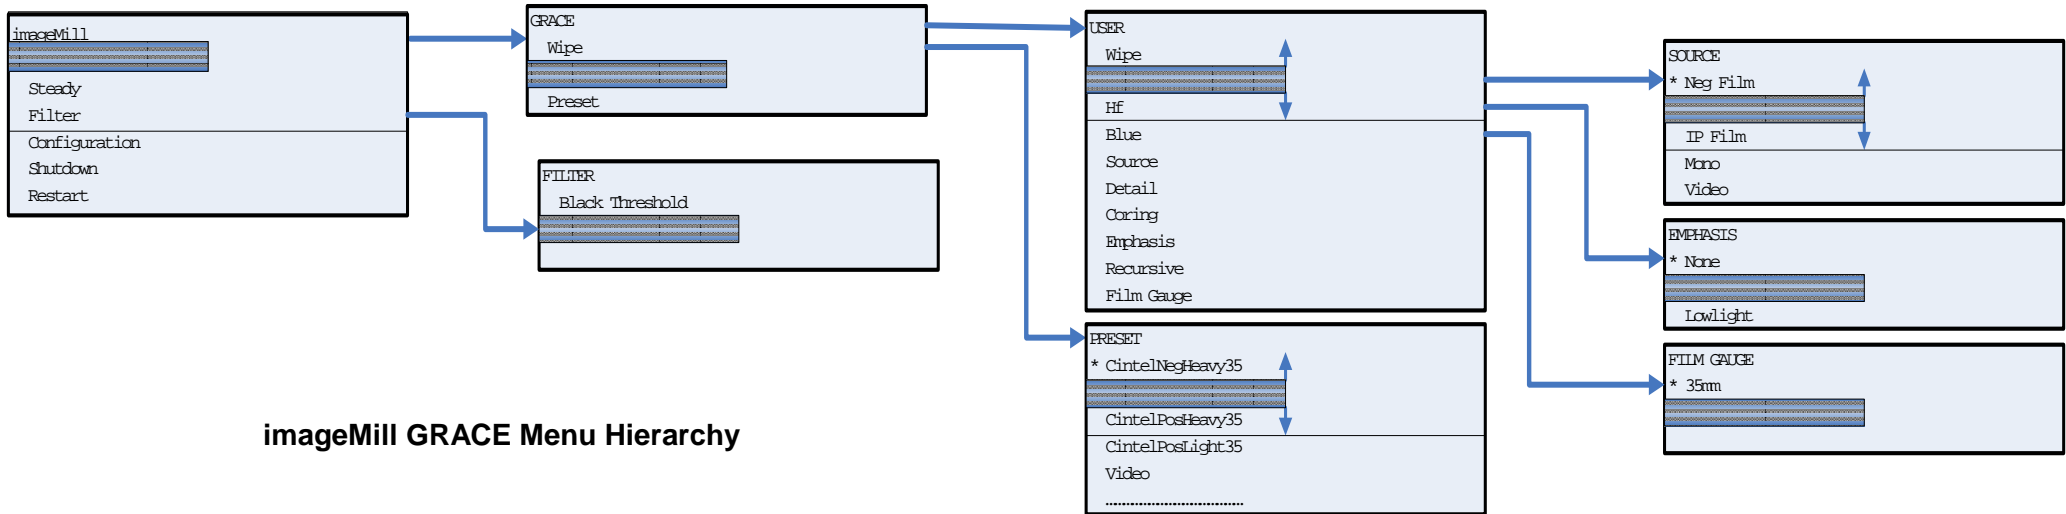 imageMill
Steady
Filter
Configuration
Shutdown
Restart
GRACE
Wipe
Preset
FILTER
Black Threshold
USER
Wipe
Hf
Blue
Source
Detail
Coring
Emphasis
Recursive
Film Gauge
PRESET
* CintelNegHeavy35
CintelPosHeavy35
CintelPosLight35
Video
....................................
SOURCE
* Neg Film
IP Film
Mono
Video
EMPHASIS
* None
Lowlight
FILM GAUGE
* 35mm
imageMill GRACE Menu Hierarchy